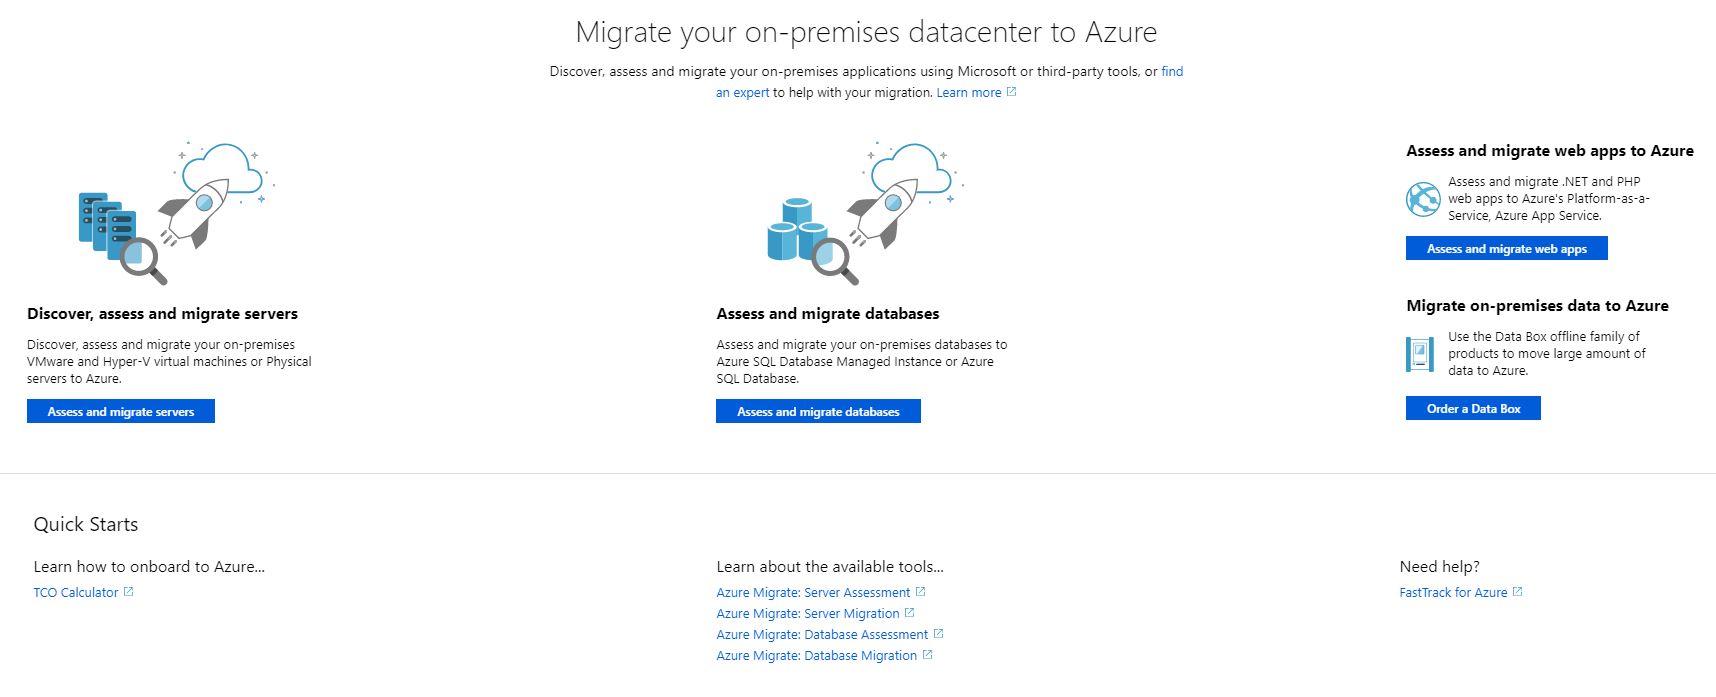 Migrate your on-premises datacenter to Azure
Discover, assess and migrate your on-premises applications using Microsoft or third-party tools, or find
an expert to help with your migration. Learn more
Discover, assess and migrate servers
Discover, assess and migrate your on-premises
VMware and Hyper-V virtual machines or Physical
servers to Azure.
Assess and migrate servers
Assess and migrate databases
Assess and migrate your on-premises databases to
Azure SQL Database Managed Instance or Azure
SQL Database.
Assess and migrate databases
Assess and migrate web apps to Azure
Assess and migrate .NET and PHP
web apps to Azure's Platform-as-a-
Service, Azure App Service.
Assess and migrate web apps
Migrate on-premises data to Azure
Use the Data Box offline family of
products to move large amount of
data to Azure.
Order a Data Box
Quick Starts
Learn how to onboard to Azure...
TCO Calculator
Learn about the available tools...
Azure Migrate: Server Assessment
Azure Migrate: Server Migration
Azure Migrate: Database Assessment
Azure Migrate: Database Migration
Need help?
FastTrack for Azure